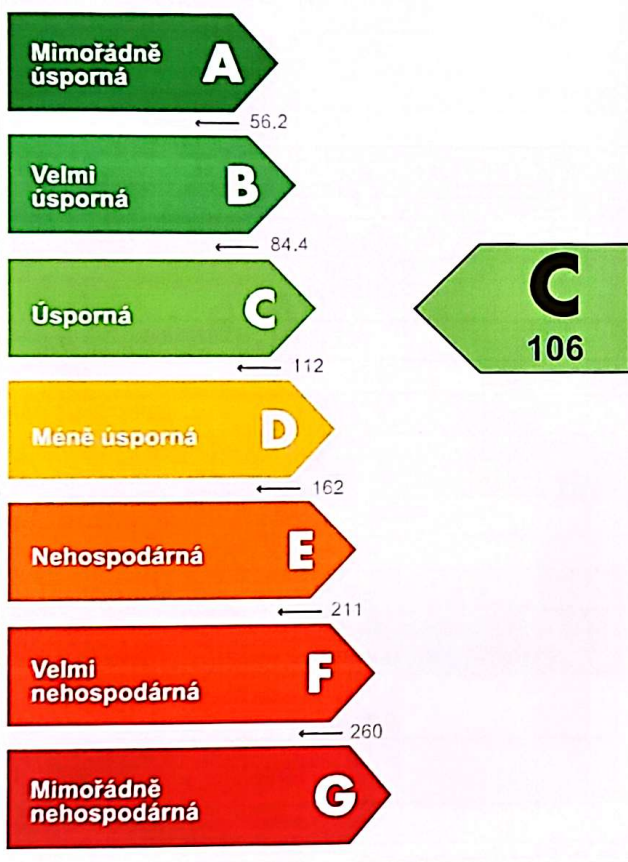 Mimořádně
úsporná
A
56.2
Velmi
úsporná
B
84.4
Úsporná
C
C
106
112
Méně úsporná
D
162
Nehospodárná
E
211
Velmi
nehospodárná
F
260
Mimořádně
nehospodárná
G